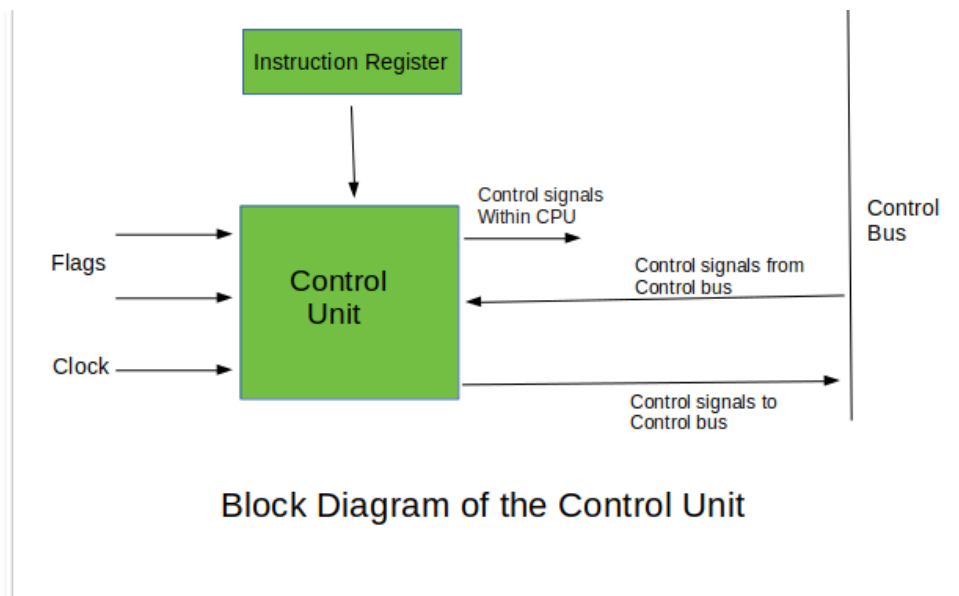 Instruction Register
Control signals
Within CPU
Control
Bus
Flags
Control
Unit
Control signals from
Control bus
Clock
Control signals to
Control bus
Block Diagram of the Control Unit